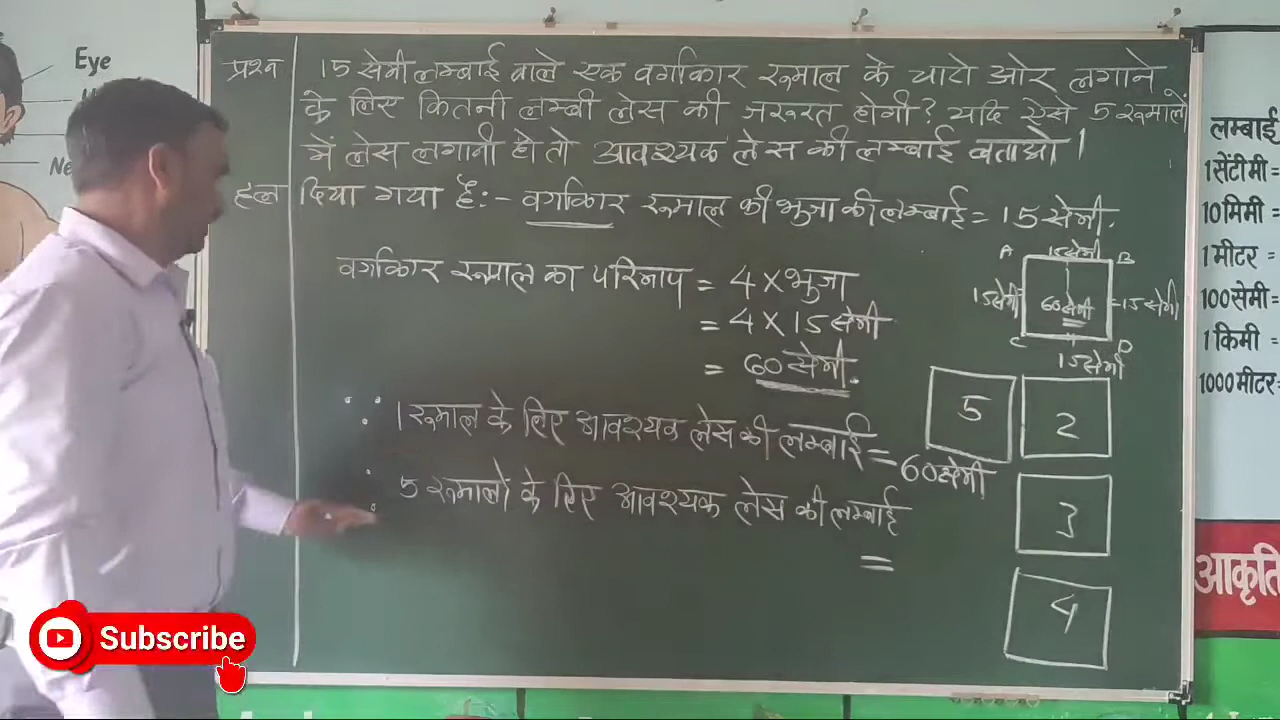 Eye
प्रश्न 15 सेमी लम्बाई वाले एक वर्गाकार रूमाल के चारो ओर लगाने
के लिए कितनी लम्बी लेस की जरूरत होगी? यदि ऐसे 5 रूमालों
में लेस लगानी हो तो आवश्यक लेस की लम्बाई बताओ।
हल दिया गया है:- वर्गाकार रूमाल की भुजा की लम्बाई = 15 सेमी.
वर्गाकार रूमाल का परिमाप = 4 × भुजा
= 4 × 15 सेमी
= 60 सेमी.
∵ 1 रूमाल के लिए आवश्यक लेस की लम्बाई = 60 सेमी
∴ 5 रूमालों के लिए आवश्यक लेस की लम्बाई
=
A 15 सेमी B
15 सेमी 60 सेमी = 15 सेमी
C D
15 सेमी
5 2
3
4
लम्बाई
1 सेंटीमी =
10 मिमी =
1 मीटर =
100 सेमी =
1 किमी =
1000 मीटर =
आकृति
Subscribe